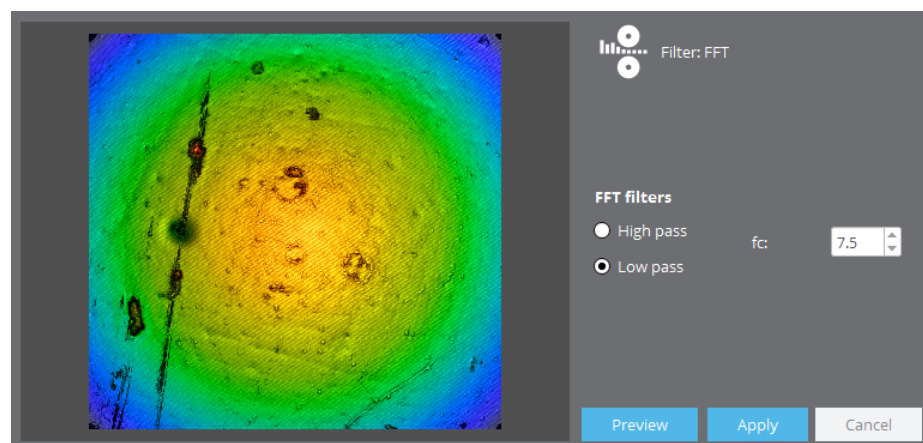 Filter: FFT
FFT filters
High pass
fc:
7.5
Low pass
Preview
Apply
Cancel